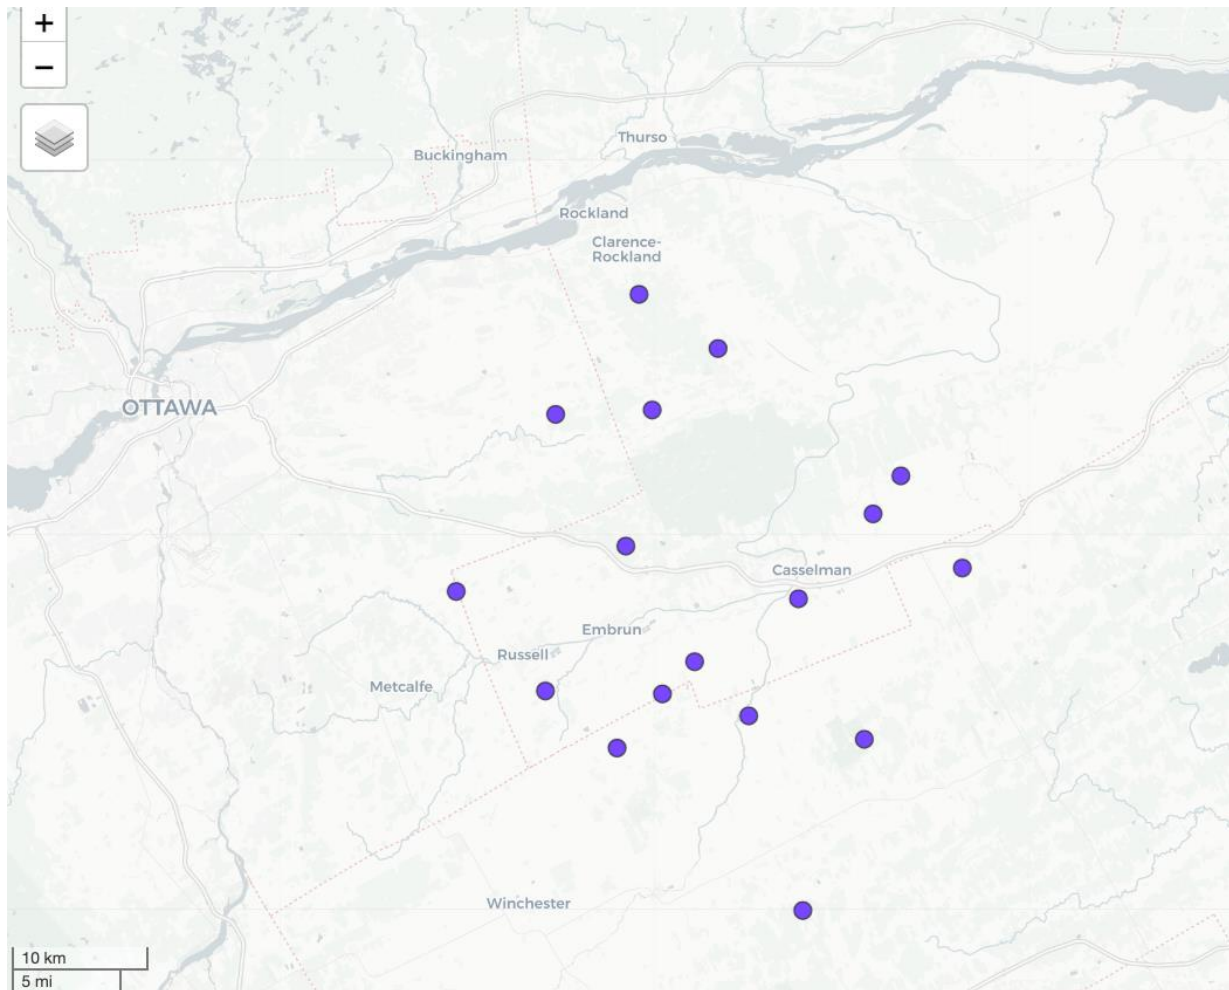 +
−
Thurso
Buckingham
Rockland
Clarence-
Rockland
OTTAWA
Casselman
Embrun
Russell
Metcalfe
Winchester
10 km
5 mi